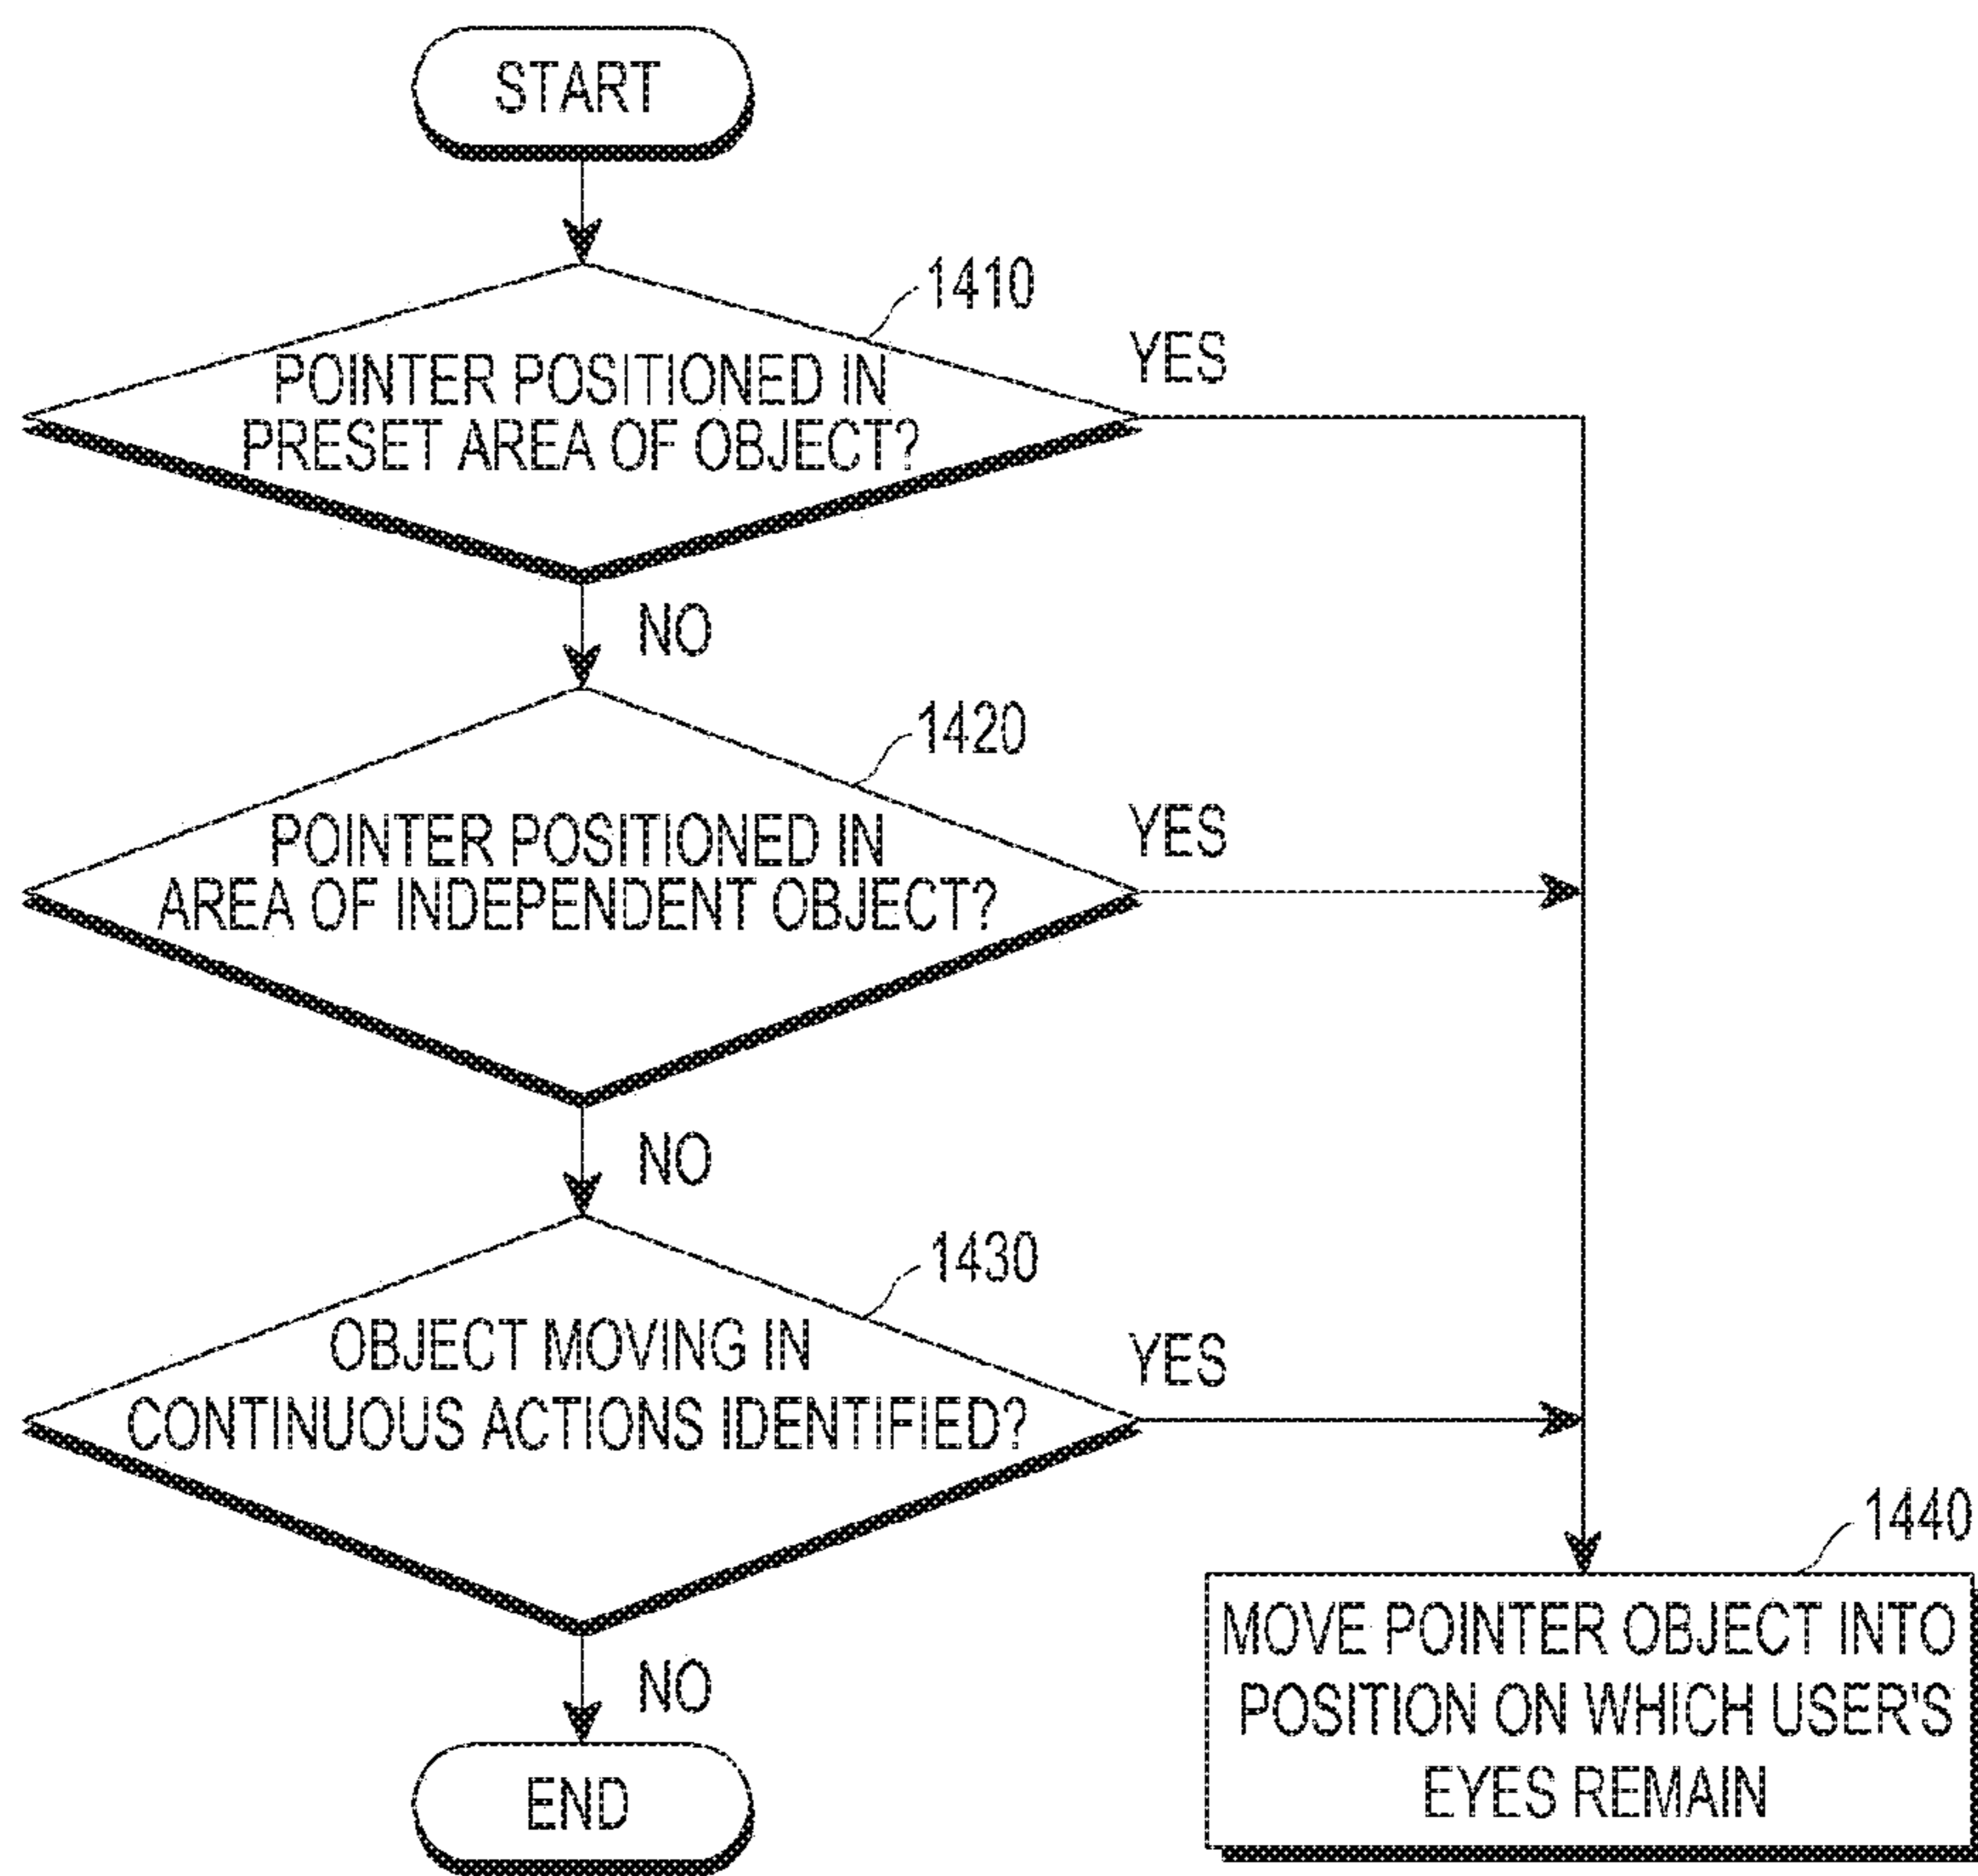 START
1410
POINTER POSITIONED IN
PRESET AREA OF OBJECT?
YES
NO
1420
POINTER POSITIONED IN
AREA OF INDEPENDENT OBJECT?
YES
NO
1430
OBJECT MOVING IN
CONTINUOUS ACTIONS IDENTIFIED?
YES
NO
1440
MOVE POINTER OBJECT INTO
POSITION ON WHICH USER'S
EYES REMAIN
END